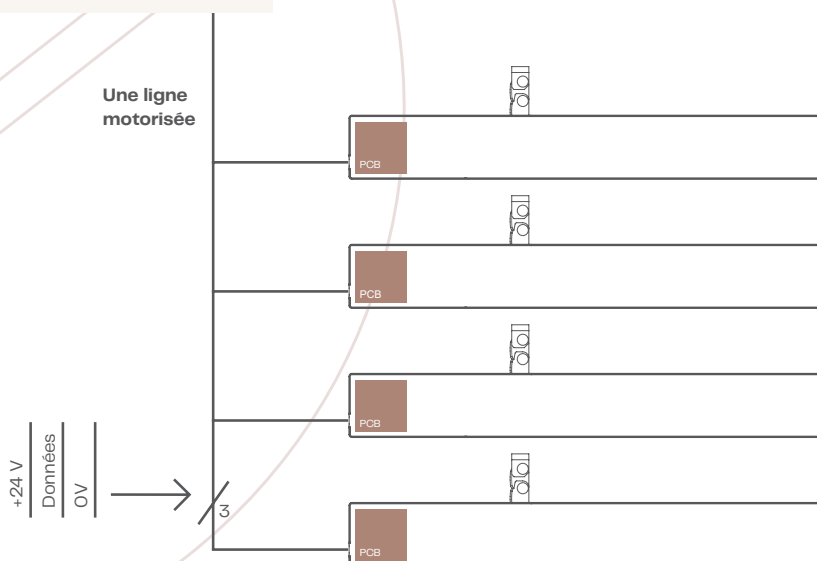 Une ligne
motorisée
PCB
PCB
PCB
PCB
+24 V
Données
0V
3